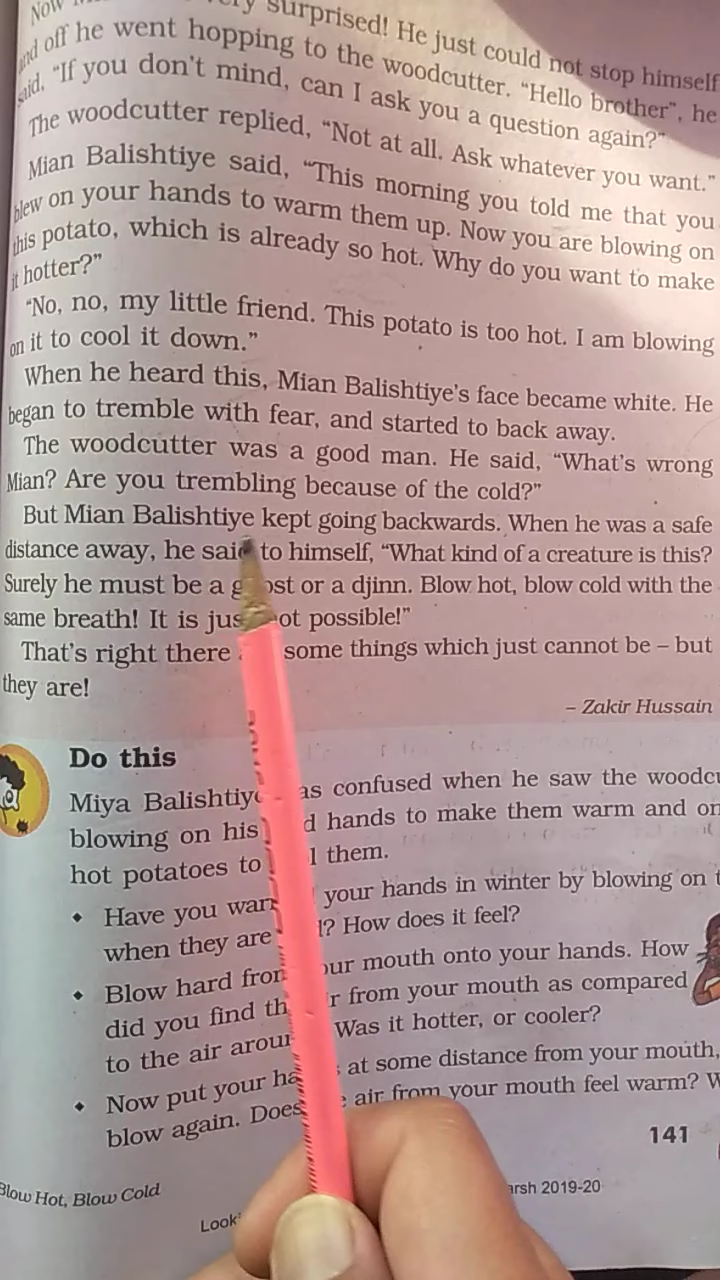 Now
very surprised! He just could not stop himself
and off he went hopping to the woodcutter. “Hello brother”, he
said, “If you don't mind, can I ask you a question again?”
The woodcutter replied, “Not at all. Ask whatever you want.”
Mian Balishtiye said, “This morning you told me that you
blew on your hands to warm them up. Now you are blowing on
this potato, which is already so hot. Why do you want to make
it hotter?”
“No, no, my little friend. This potato is too hot. I am blowing
on it to cool it down.”
When he heard this, Mian Balishtiye's face became white. He
began to tremble with fear, and started to back away.
The woodcutter was a good man. He said, “What's wrong
Mian? Are you trembling because of the cold?”
But Mian Balishtiye kept going backwards. When he was a safe
distance away, he said to himself, “What kind of a creature is this?
Surely he must be a ghost or a djinn. Blow hot, blow cold with the
same breath! It is just not possible!”
That's right there some things which just cannot be – but
they are!
– Zakir Hussain
Do this
Miya Balishtiye was confused when he saw the
blowing on his hands to make them warm and on
hot potatoes to them.
• Have you your hands in winter by blowing on
when they are How does it feel?
• Blow hard from your mouth onto your hands. How
did you find the from your mouth as compared
to the air Was it hotter, or cooler?
• Now put your at some distance from your mouth,
blow again. Does air from your mouth feel warm?
141
Blow Hot, Blow Cold
2019-20